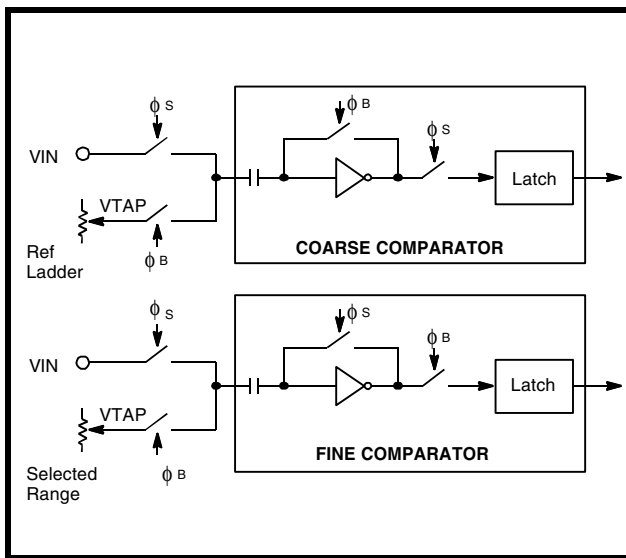 ϕ S
ϕ B
ϕ S
VIN
Latch
VTAP
Ref
Ladder
ϕ B
COARSE COMPARATOR
ϕ S
ϕ S
ϕ B
VIN
Latch
VTAP
Selected
Range
ϕ B
FINE COMPARATOR